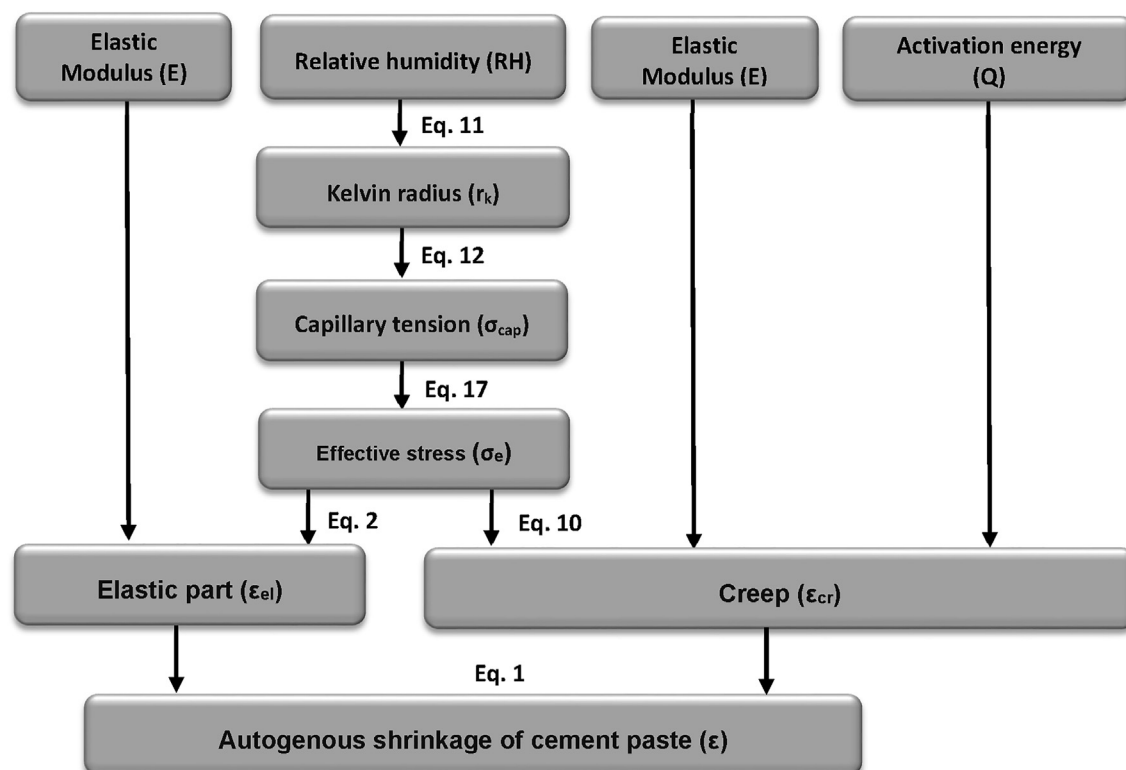 Elastic
Modulus (E)
Relative humidity (RH)
Elastic
Modulus (E)
Activation energy
(Q)
Eq. 11
Kelvin radius (rₖ)
Eq. 12
Capillary tension (σcap)
Eq. 17
Effective stress (σe)
Eq. 2
Eq. 10
Elastic part (εel)
Creep (εcr)
Eq. 1
Autogenous shrinkage of cement paste (ε)